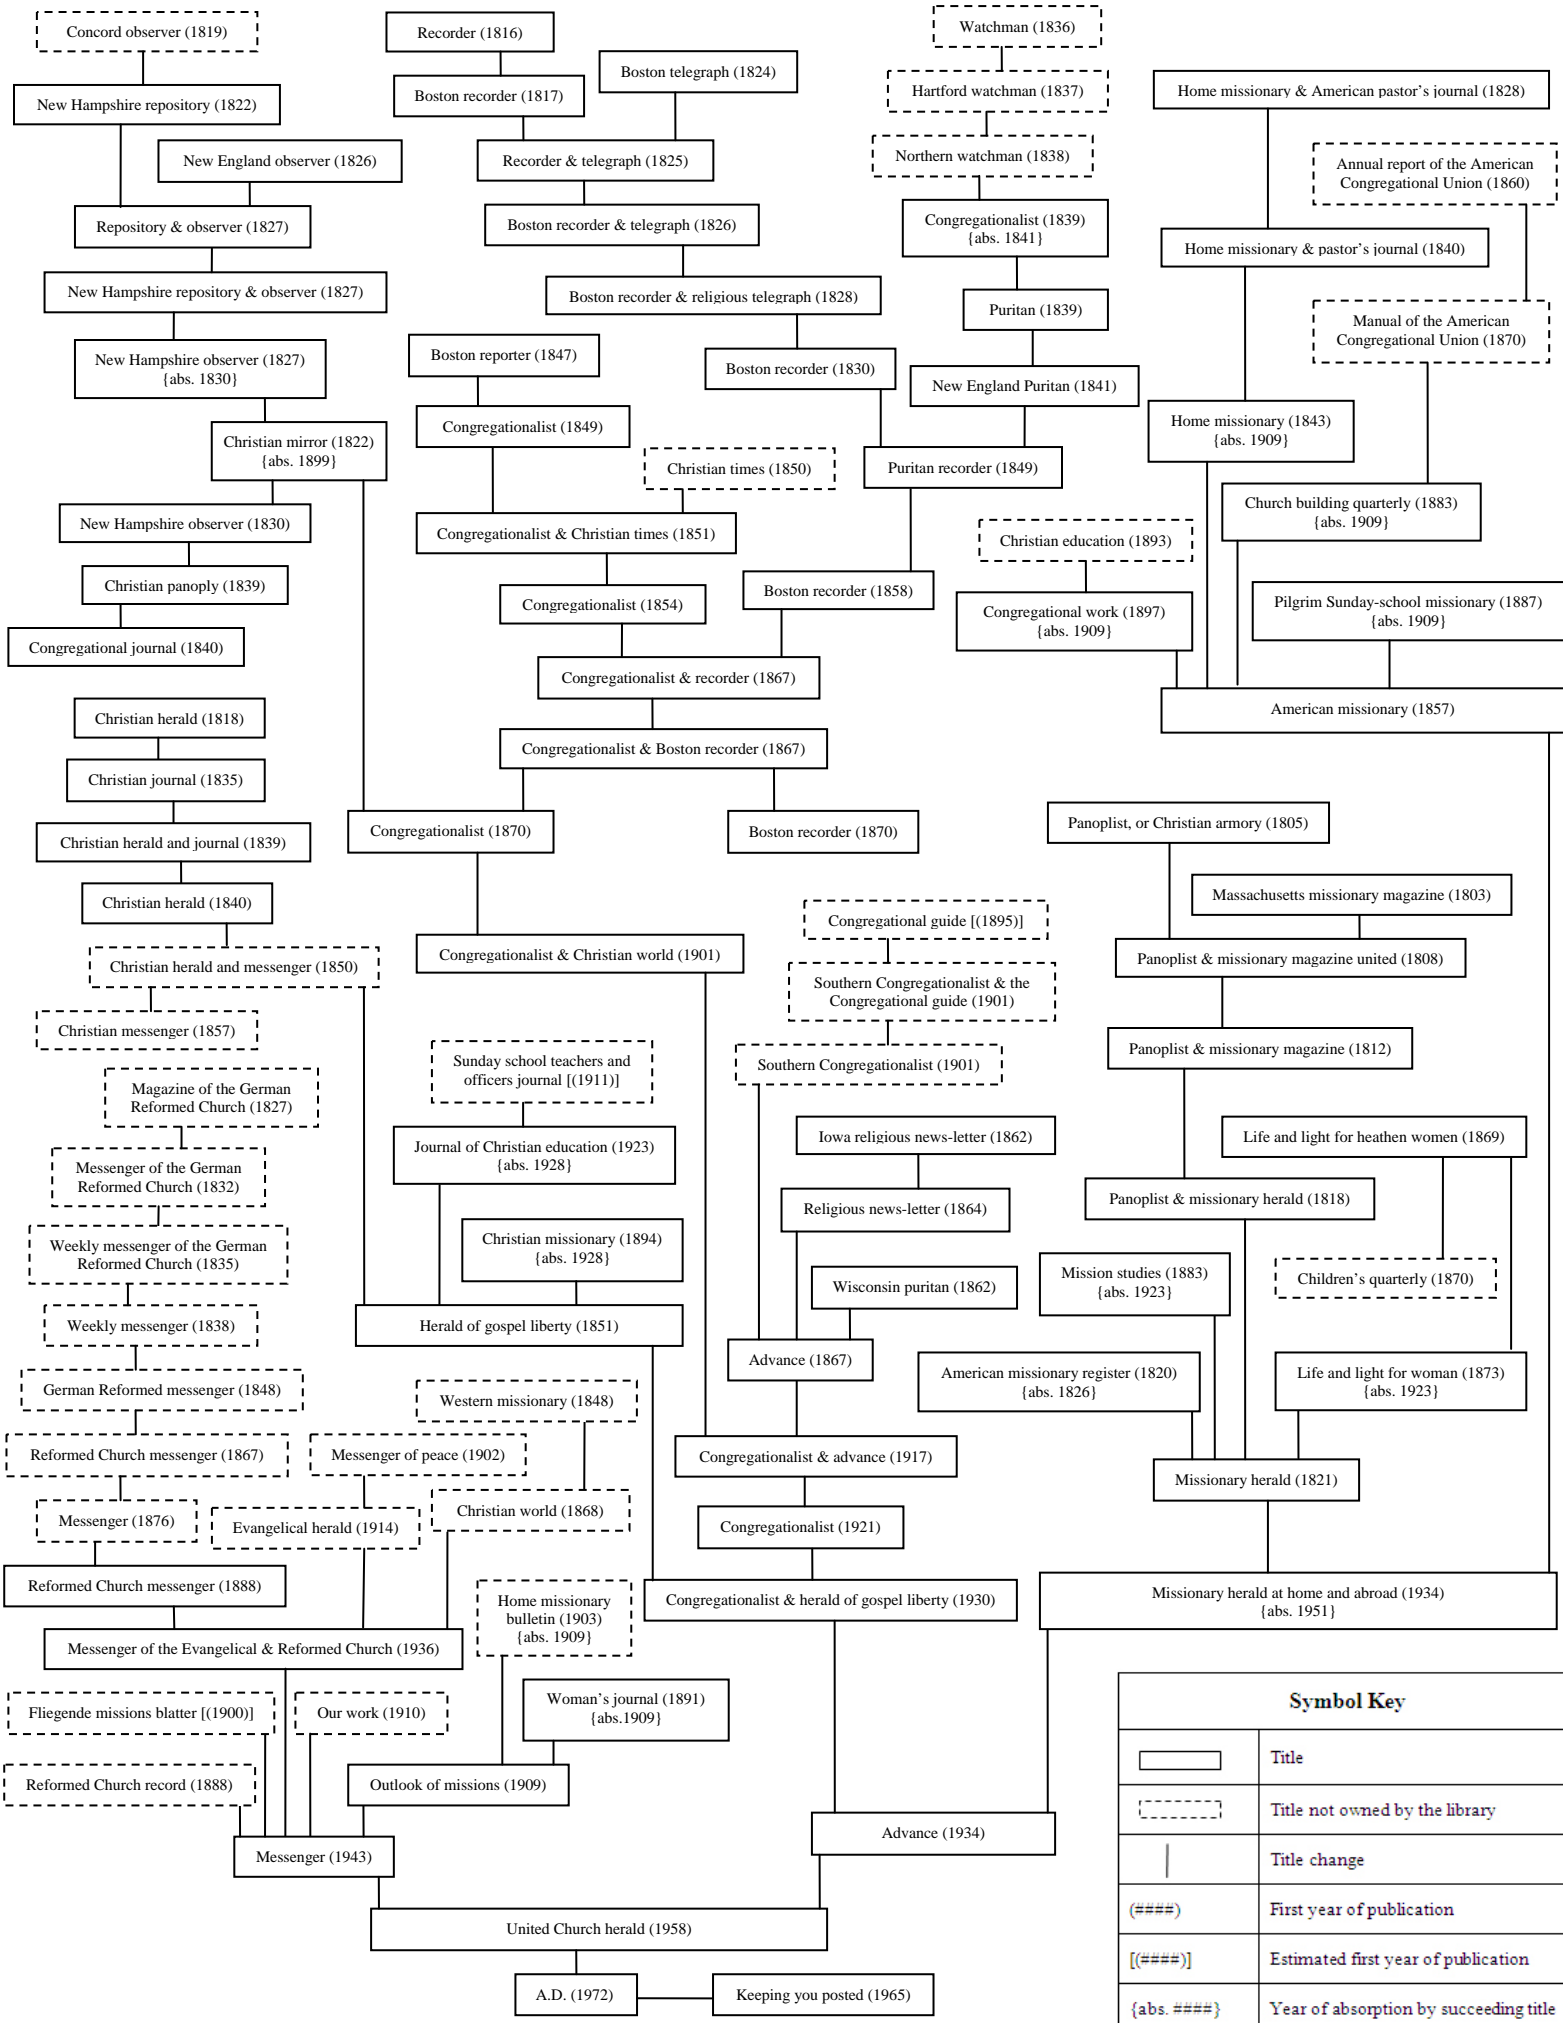 Concord observer (1819)
New Hampshire repository (1822)
New England observer (1826)
Repository & observer (1827)
New Hampshire repository & observer (1827)
New Hampshire observer (1827)
{abs. 1830}
Christian mirror (1822)
{abs. 1899}
New Hampshire observer (1830)
Christian panoply (1839)
Congregational journal (1840)
Recorder (1816)
Boston recorder (1817)
Boston telegraph (1824)
Recorder & telegraph (1825)
Boston recorder & telegraph (1826)
Boston recorder & religious telegraph (1828)
Boston recorder (1830)
Boston reporter (1847)
Congregationalist (1849)
Christian times (1850)
Congregationalist & Christian times (1851)
Congregationalist (1854)
Watchman (1836)
Hartford watchman (1837)
Northern watchman (1838)
Congregationalist (1839)
{abs. 1841}
Puritan (1839)
New England Puritan (1841)
Puritan recorder (1849)
Boston recorder (1858)
Congregationalist & recorder (1867)
Congregationalist & Boston recorder (1867)
Congregationalist (1870)
Boston recorder (1870)
Home missionary & American pastor's journal (1828)
Annual report of the American
Congregational Union (1860)
Home missionary & pastor's journal (1840)
Manual of the American
Congregational Union (1870)
Home missionary (1843)
{abs. 1909}
Church building quarterly (1883)
{abs. 1909}
Christian education (1893)
Congregational work (1897)
{abs. 1909}
Pilgrim Sunday-school missionary (1887)
{abs. 1909}
American missionary (1857)
Christian herald (1818)
Christian journal (1835)
Christian herald and journal (1839)
Christian herald (1840)
Christian herald and messenger (1850)
Christian messenger (1857)
Congregationalist & Christian world (1901)
Congregational guide [(1895)]
Southern Congregationalist & the
Congregational guide (1901)
Southern Congregationalist (1901)
Panoplist, or Christian armory (1805)
Massachusetts missionary magazine (1803)
Panoplist & missionary magazine united (1808)
Panoplist & missionary magazine (1812)
Magazine of the German
Reformed Church (1827)
Messenger of the German
Reformed Church (1832)
Weekly messenger of the German
Reformed Church (1835)
Weekly messenger (1838)
German Reformed messenger (1848)
Reformed Church messenger (1867)
Messenger (1876)
Reformed Church messenger (1888)
Sunday school teachers and
officers journal [(1911)]
Journal of Christian education (1923)
{abs. 1928}
Christian missionary (1894)
{abs. 1928}
Herald of gospel liberty (1851)
Iowa religious news-letter (1862)
Religious news-letter (1864)
Wisconsin puritan (1862)
Advance (1867)
Life and light for heathen women (1869)
Panoplist & missionary herald (1818)
Mission studies (1883)
{abs. 1923}
Children's quarterly (1870)
American missionary register (1820)
{abs. 1826}
Life and light for woman (1873)
{abs. 1923}
Western missionary (1848)
Messenger of peace (1902)
Christian world (1868)
Evangelical herald (1914)
Congregationalist & advance (1917)
Missionary herald (1821)
Congregationalist (1921)
Congregationalist & herald of gospel liberty (1930)
Missionary herald at home and abroad (1934)
{abs. 1951}
Messenger of the Evangelical & Reformed Church (1936)
Home missionary
bulletin (1903)
{abs. 1909}
Fliegende missions blatter [(1900)]
Our work (1910)
Woman's journal (1891)
{abs.1909}
Reformed Church record (1888)
Outlook of missions (1909)
Messenger (1943)
Advance (1934)
United Church herald (1958)
A.D. (1972)
Keeping you posted (1965)
Symbol Key
Title
Title not owned by the library
Title change
(####) First year of publication
[(####)] Estimated first year of publication
{abs. ####} Year of absorption by succeeding title